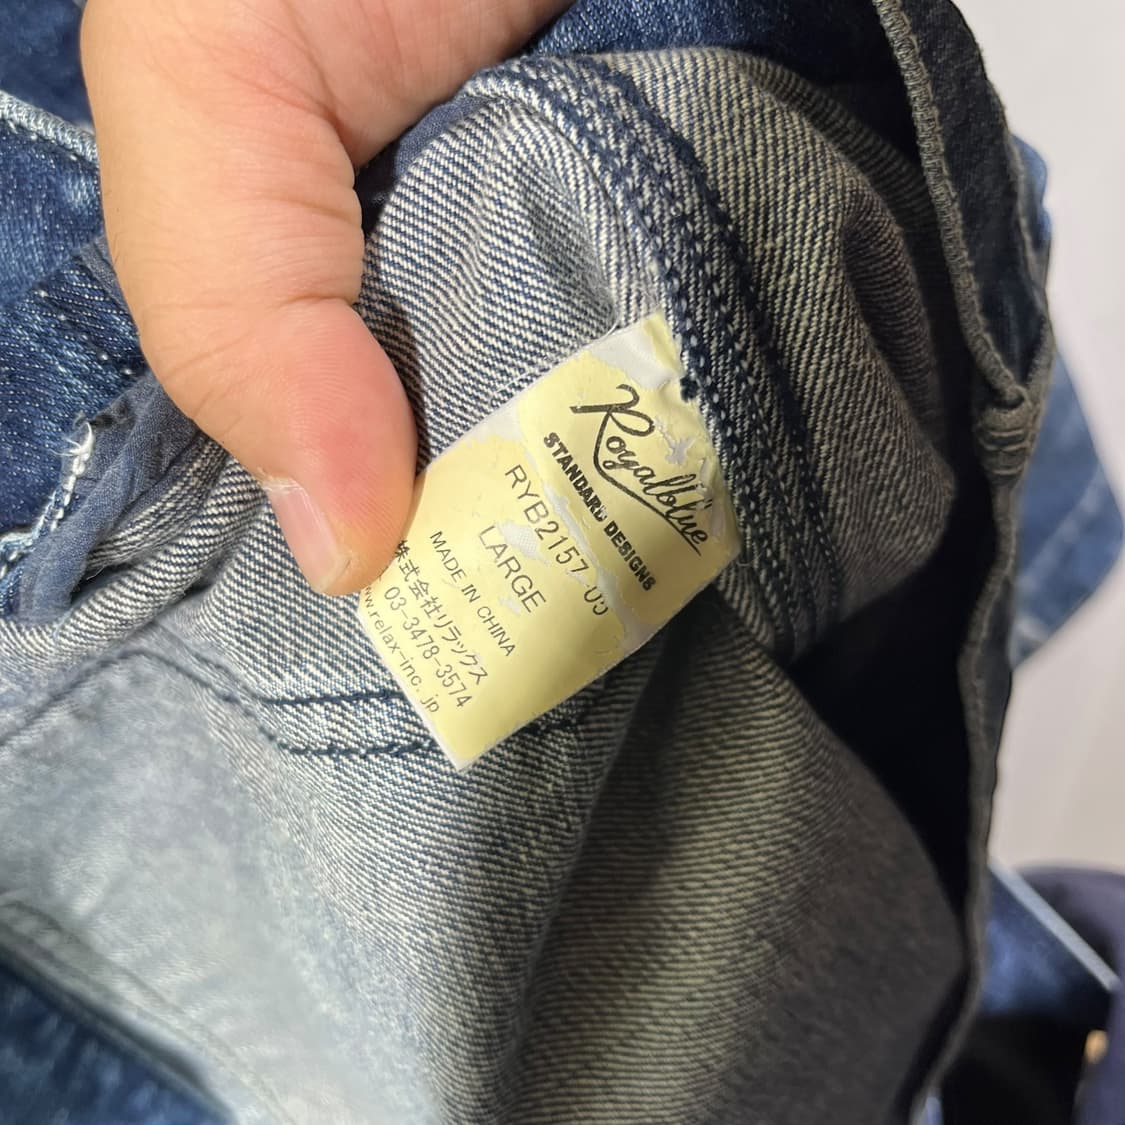 Royalblue
STANDARD DESIGNS
RYB2157-05
LARGE
MADE IN CHINA
株式会社リラックス
03-3478-3574
www.relax-inc.jp